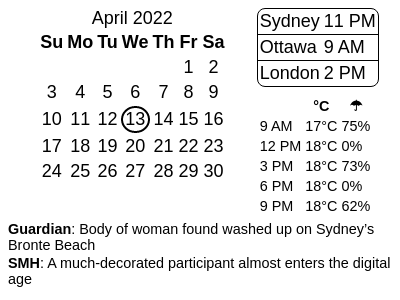 April 2022
Su Mo Tu We Th Fr Sa
1 2
3 4 5 6 7 8 9
10 11 12 13 14 15 16
17 18 19 20 21 22 23
24 25 26 27 28 29 30
Sydney 11 PM
Ottawa 9 AM
London 2 PM
°C ☂
9 AM 17°C 75%
12 PM 18°C 0%
3 PM 18°C 73%
6 PM 18°C 0%
9 PM 18°C 62%
Guardian: Body of woman found washed up on Sydney's
Bronte Beach
SMH: A much-decorated participant almost enters the digital
age